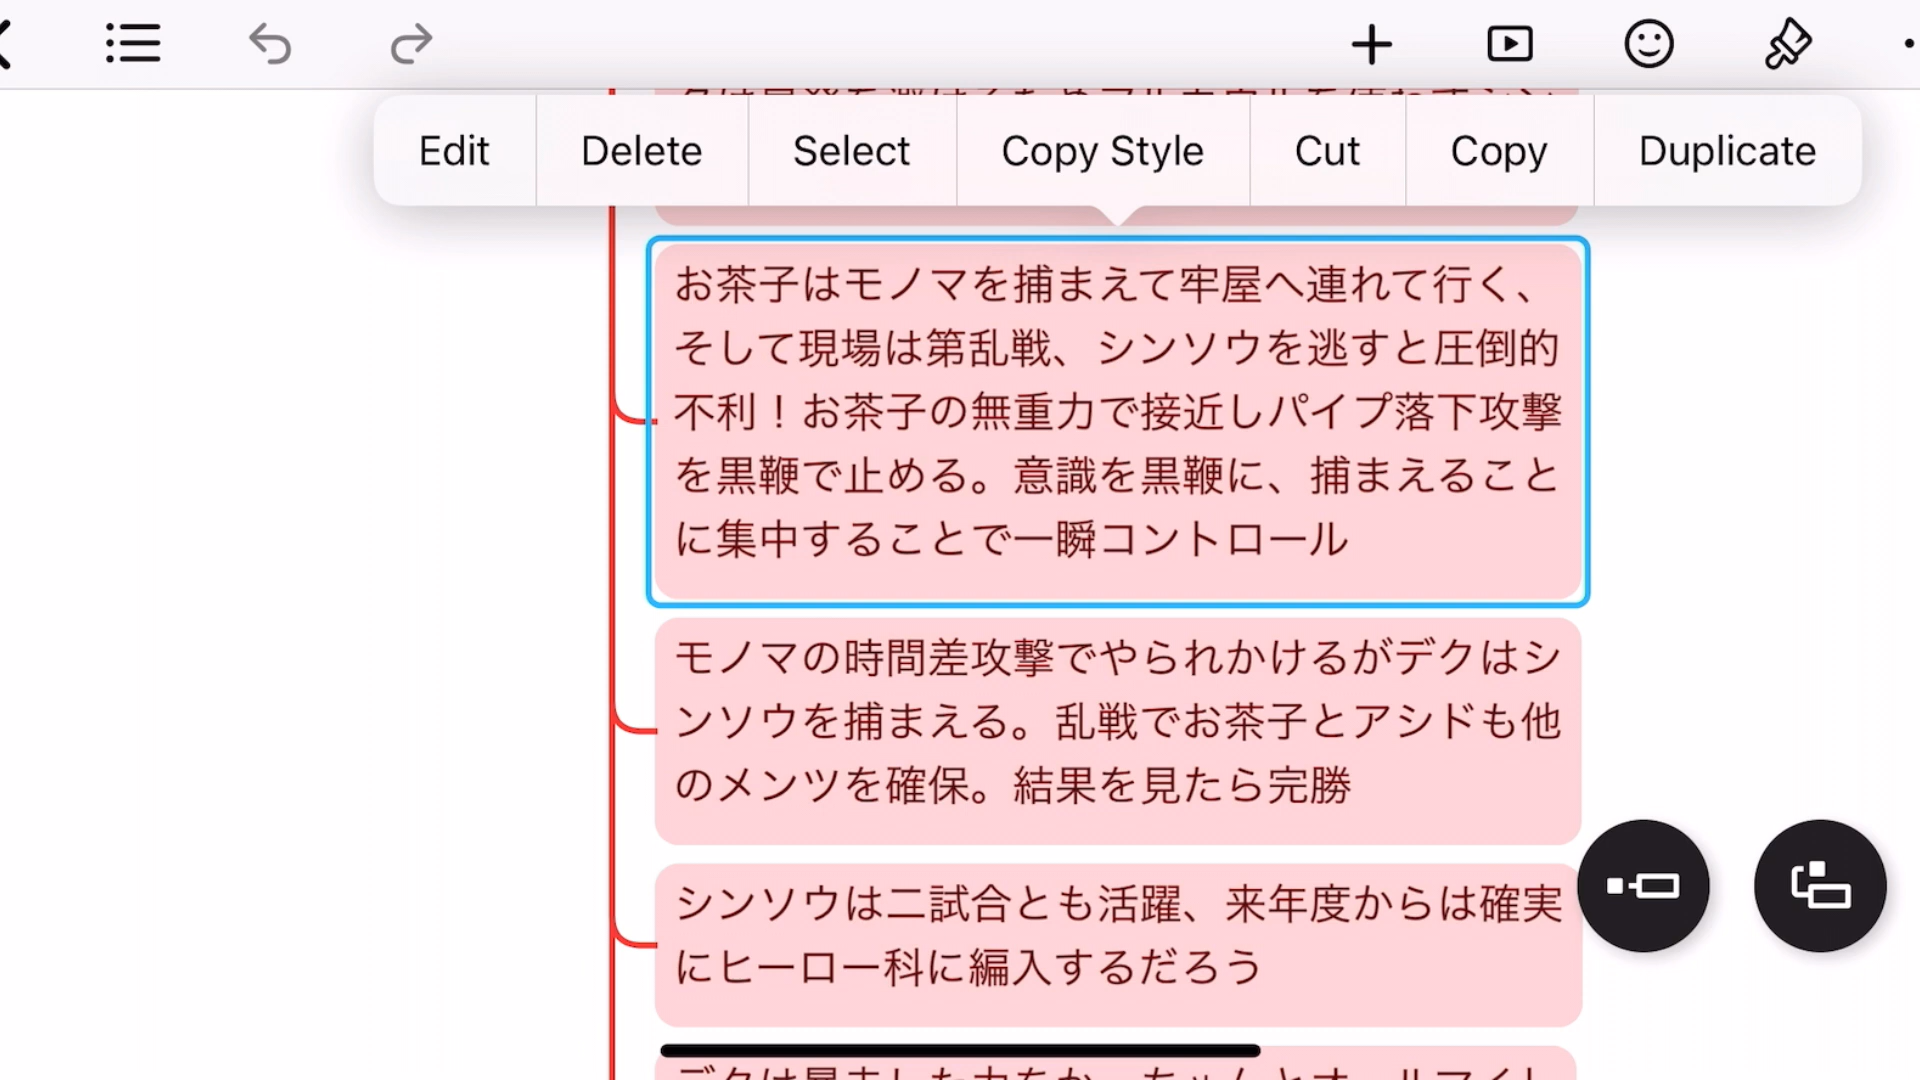 Edit Delete Select Copy Style Cut Copy Duplicate
お茶子はモノマを捕まえて牢屋へ連れて行く、
そして現場は第乱戦、シンソウを逃すと圧倒的
不利！お茶子の無重力で接近しパイプ落下攻撃
を黒鞭で止める。意識を黒鞭に、捕まえること
に集中することで一瞬コントロール
モノマの時間差攻撃でやられかけるがデクはシ
ンソウを捕まえる。乱戦でお茶子とアシドも他
のメンツを確保。結果を見たら完勝
シンソウは二試合とも活躍、来年度からは確実
にヒーロー科に編入するだろう